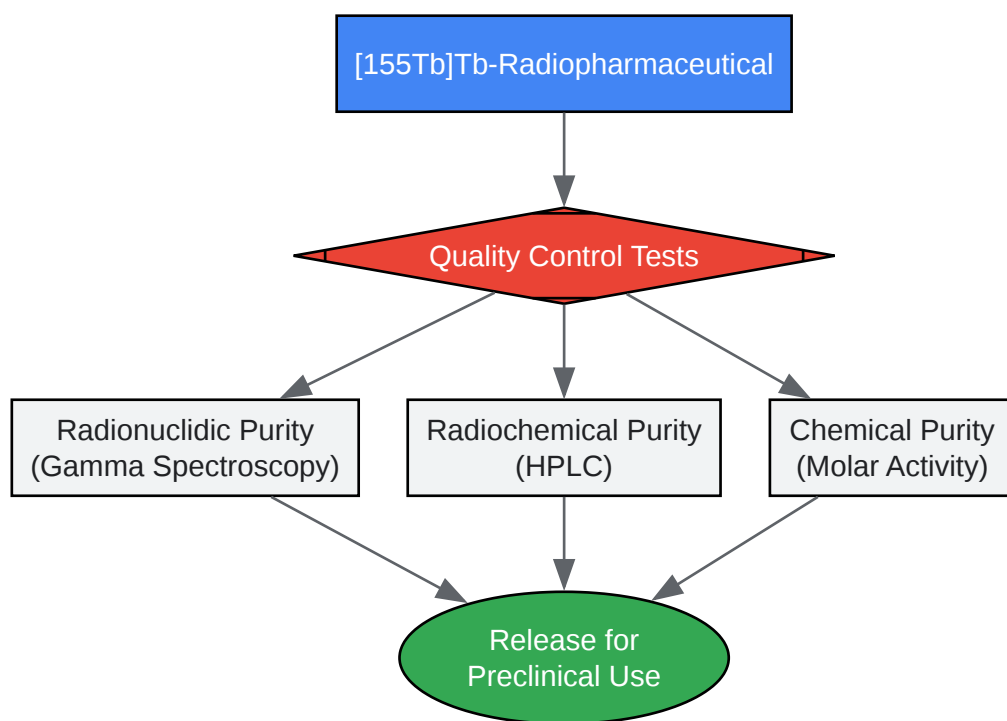 [155Tb]Tb-Radiopharmaceutical
Quality Control Tests
Radionuclidic Purity
(Gamma Spectroscopy)
Radiochemical Purity
(HPLC)
Chemical Purity
(Molar Activity)
Release for
Preclinical Use